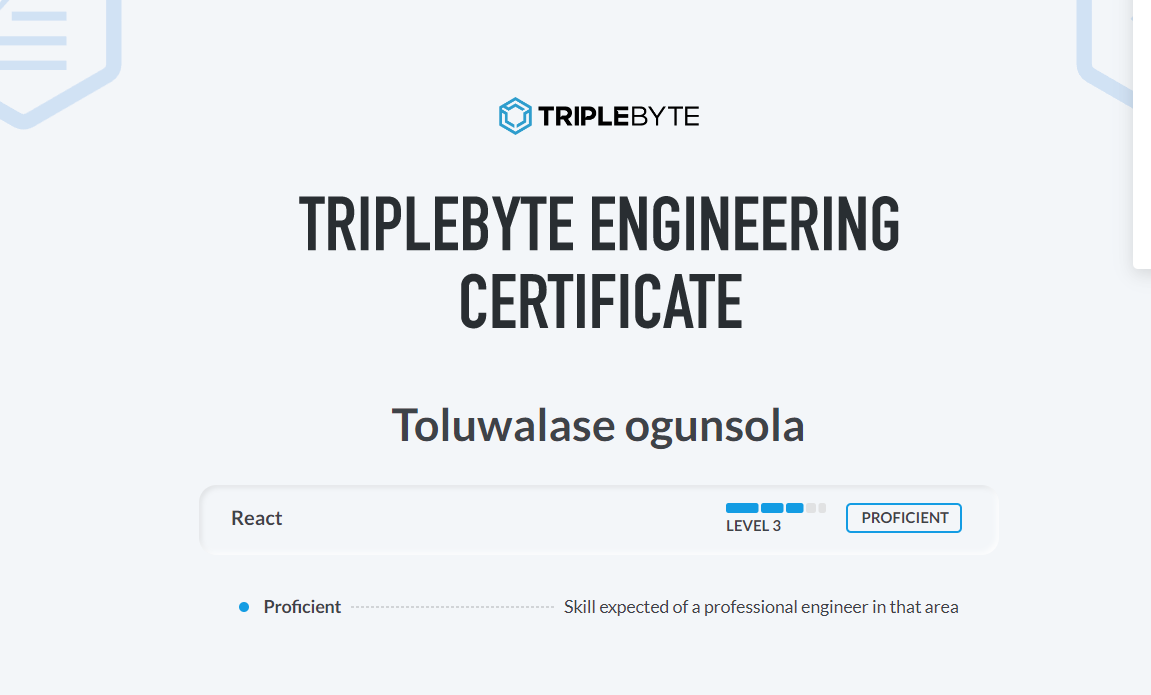 TRIPLEBYTE
TRIPLEBYTE ENGINEERING
CERTIFICATE
Toluwalase ogunsola
React
LEVEL 3
PROFICIENT
Proficient
Skill expected of a professional engineer in that area